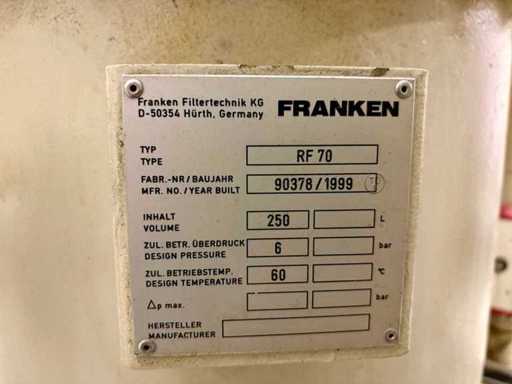 Franken Filtertechnik KG
D-50354 Hürth, Germany
FRANKEN
TYP
TYPE
RF 70
FABR.-NR / BAUJAHR
MFR. NO. / YEAR BUILT
90378 / 1999
INHALT
VOLUME
250
L
ZUL. BETR. ÜBERDRUCK
DESIGN PRESSURE
6
bar
ZUL. BETRIEBSTEMP.
DESIGN TEMPERATURE
60
°C
△p max.
bar
HERSTELLER
MANUFACTURER